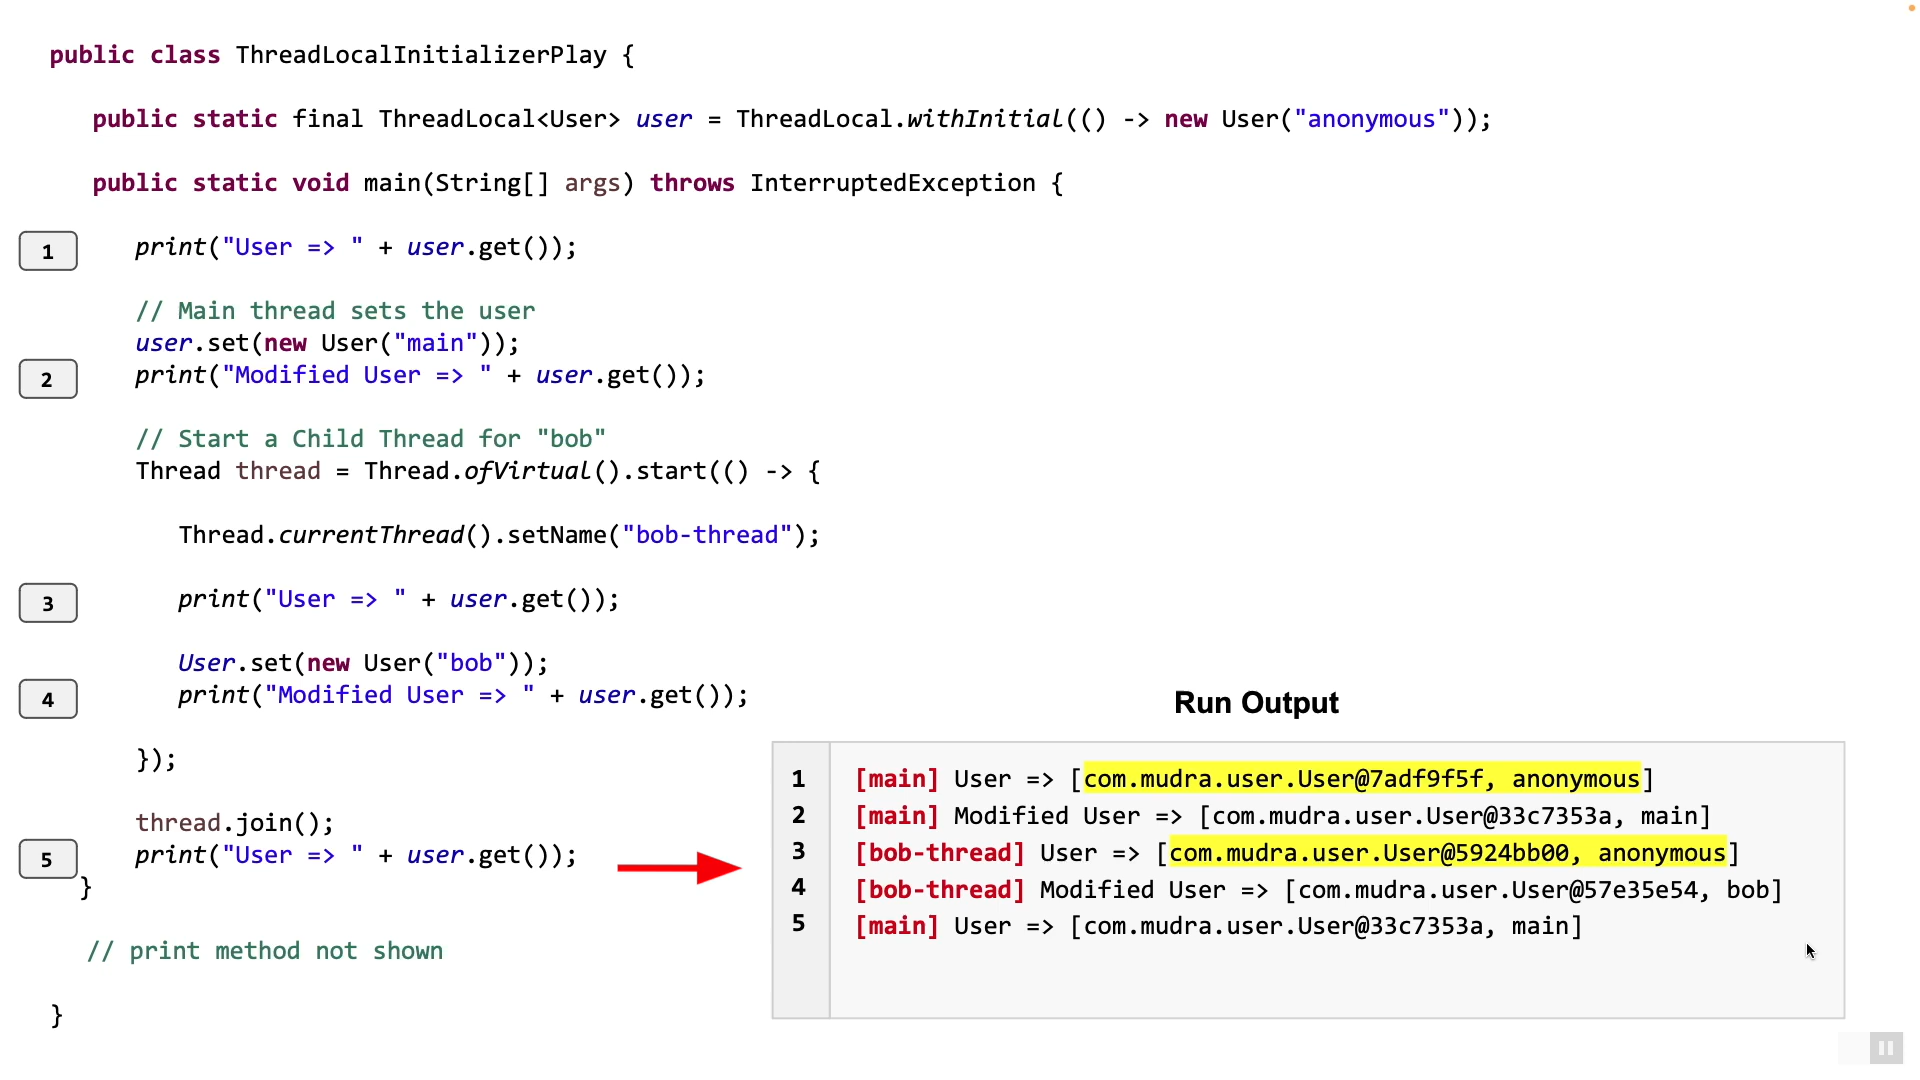 public class ThreadLocalInitializerPlay {
public static final ThreadLocal<User> user = ThreadLocal.withInitial(() -> new User("anonymous"));
public static void main(String[] args) throws InterruptedException {
1 print("User => " + user.get());
// Main thread sets the user
user.set(new User("main"));
2 print("Modified User => " + user.get());
// Start a Child Thread for "bob"
Thread thread = Thread.ofVirtual().start(() -> {
Thread.currentThread().setName("bob-thread");
3 print("User => " + user.get());
User.set(new User("bob"));
4 print("Modified User => " + user.get());
});
thread.join();
5 print("User => " + user.get());
}
// print method not shown
}
Run Output
1 [main] User => [com.mudra.user.User@7adf9f5f, anonymous]
2 [main] Modified User => [com.mudra.user.User@33c7353a, main]
3 [bob-thread] User => [com.mudra.user.User@5924bb00, anonymous]
4 [bob-thread] Modified User => [com.mudra.user.User@57e35e54, bob]
5 [main] User => [com.mudra.user.User@33c7353a, main]